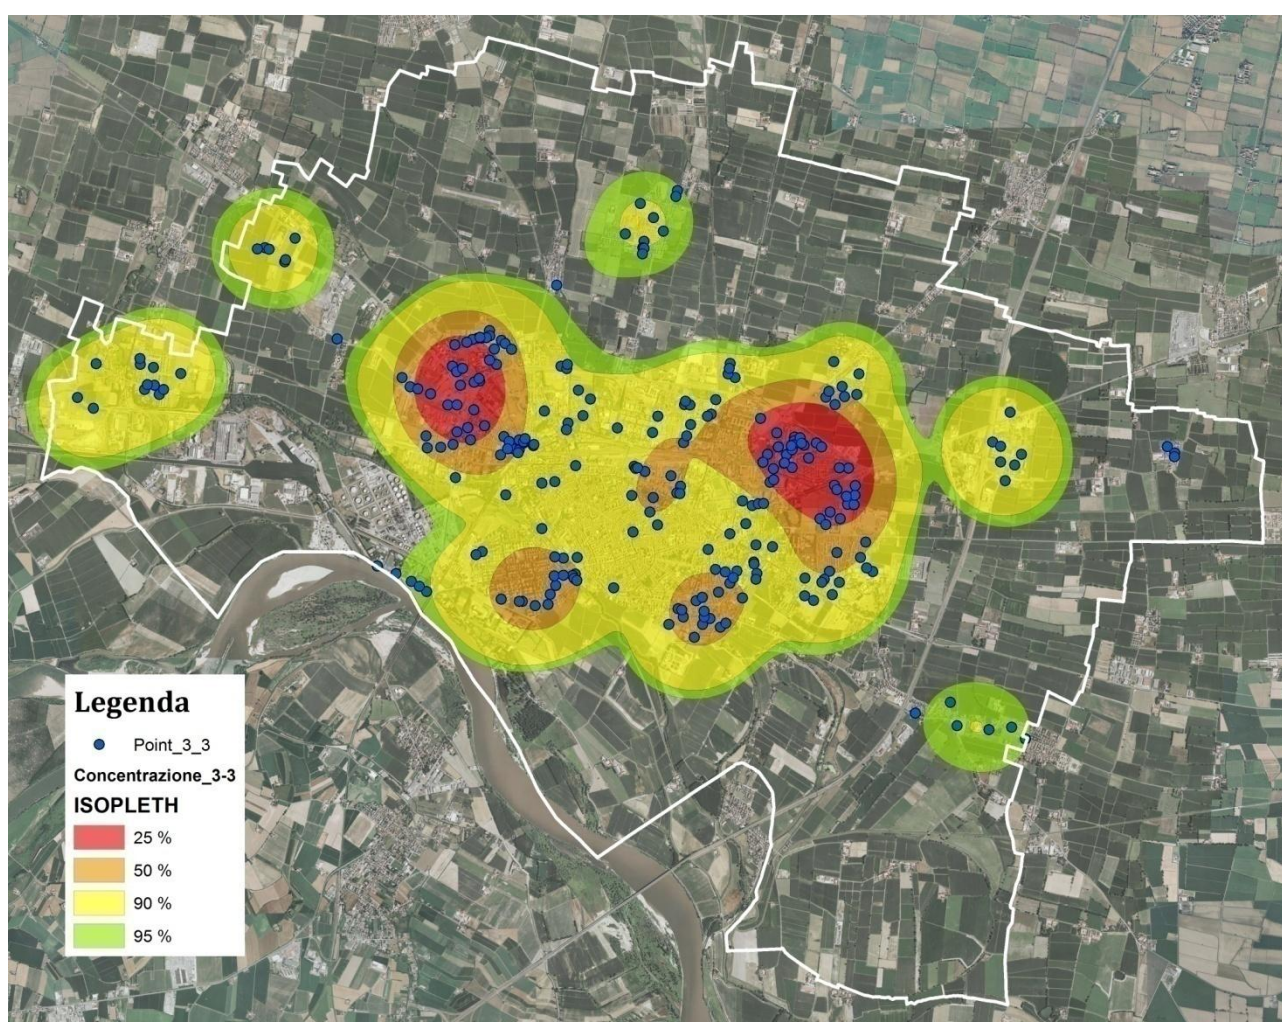 Legenda
Point_3_3
Concentrazione_3-3
ISOPLETH
25 %
50 %
90 %
95 %